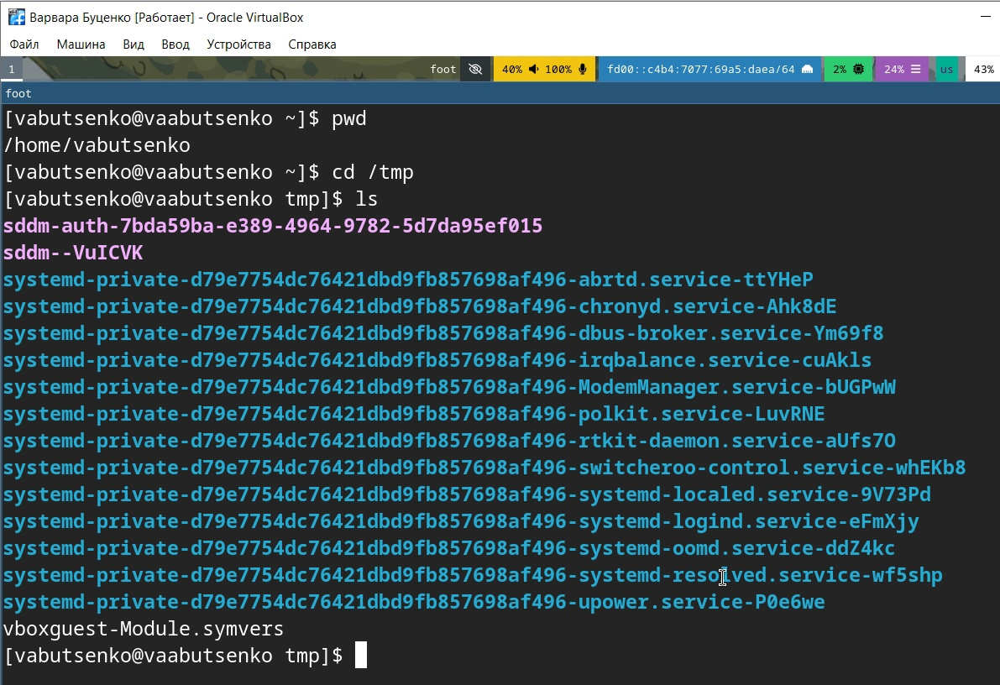 Варвара Буценко [Работает] - Oracle VirtualBox
Файл Машина Вид Ввод Устройства Справка
1 foot 40% 100% fd00::c4b4:7077:69a5:daea/64 2% 24% us 43%
foot
[vabutsenko@vaabutsenko ~]$ pwd
/home/vabutsenko
[vabutsenko@vaabutsenko ~]$ cd /tmp
[vabutsenko@vaabutsenko tmp]$ ls
sddm-auth-7bda59ba-e389-4964-9782-5d7da95ef015
sddm--VuICVK
systemd-private-d79e7754dc76421dbd9fb857698af496-abrtd.service-ttYHeP
systemd-private-d79e7754dc76421dbd9fb857698af496-chronyd.service-Ahk8dE
systemd-private-d79e7754dc76421dbd9fb857698af496-dbus-broker.service-Ym69f8
systemd-private-d79e7754dc76421dbd9fb857698af496-irqbalance.service-cuAkls
systemd-private-d79e7754dc76421dbd9fb857698af496-ModemManager.service-bUGPwW
systemd-private-d79e7754dc76421dbd9fb857698af496-polkit.service-LuvRNE
systemd-private-d79e7754dc76421dbd9fb857698af496-rtkit-daemon.service-aUfs7O
systemd-private-d79e7754dc76421dbd9fb857698af496-switcheroo-control.service-whEKb8
systemd-private-d79e7754dc76421dbd9fb857698af496-systemd-localed.service-9V73Pd
systemd-private-d79e7754dc76421dbd9fb857698af496-systemd-logind.service-eFmXjy
systemd-private-d79e7754dc76421dbd9fb857698af496-systemd-oomd.service-ddZ4kc
systemd-private-d79e7754dc76421dbd9fb857698af496-systemd-resolved.service-wf5shp
systemd-private-d79e7754dc76421dbd9fb857698af496-upower.service-P0e6we
vboxguest-Module.symvers
[vabutsenko@vaabutsenko tmp]$